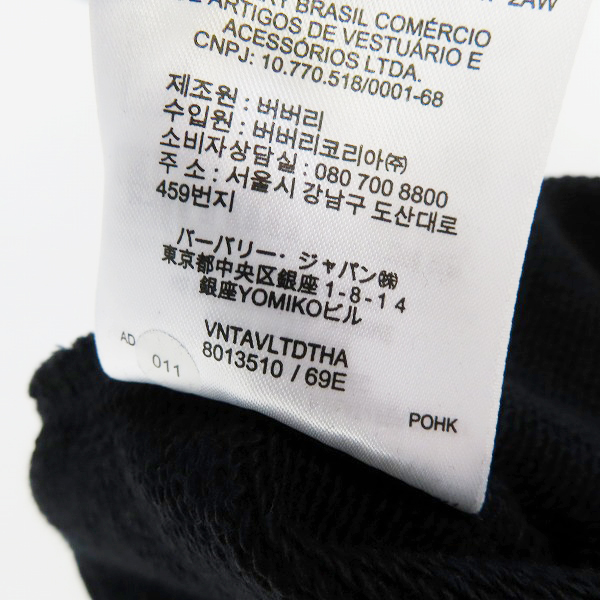 BRASIL COMÉRCIO
ARTIGOS DE VESTUÁRIO E
ACESSÓRIOS LTDA.
CNPJ: 10.770.518/0001-68
제조원 : 버버리
수입원 : 버버리코리아㈜
소비자상담실 : 080 700 8800
주 소 : 서울시 강남구 도산대로
459번지
バーバリー・ジャパン㈱
東京都中央区銀座 1-8-14
銀座YOMIKOビル
VNTAVLTDTHA
8013510 / 69E
AD
011
POHK